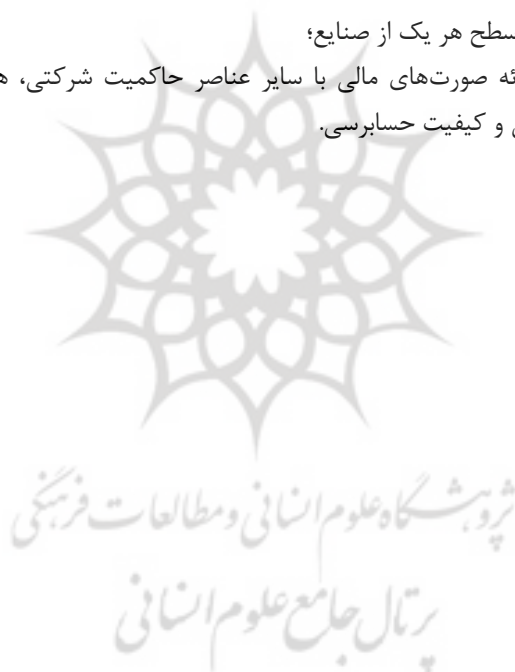 سطح هر یک از صنایع؛
ئه صورت‌های مالی با سایر عناصر حاکمیت شرکتی، ه
و کیفیت حسابرسی.
پژوهشگاه علوم انسانی و مطالعات فرهنگی
پرتال جامع علوم انسانی